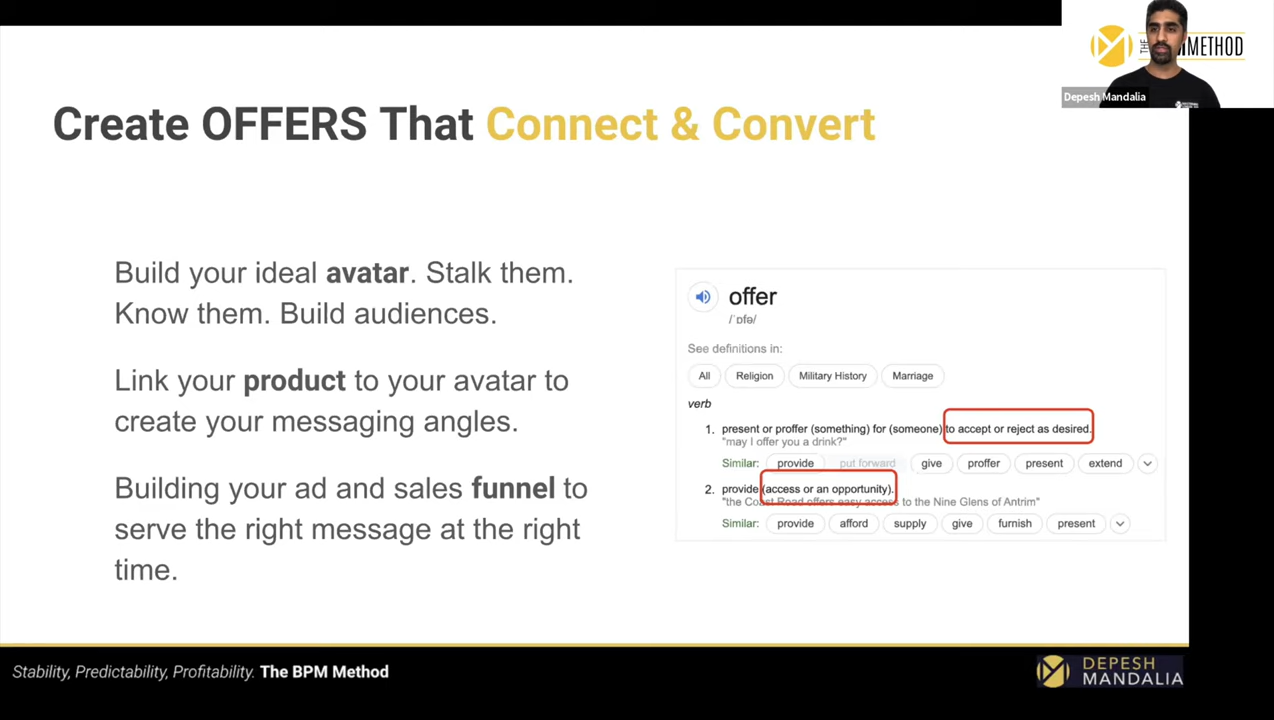 THE METHOD
Depesh Mandalia
Create OFFERS That Connect & Convert
Build your ideal avatar. Stalk them.
Know them. Build audiences.
Link your product to your avatar to
create your messaging angles.
Building your ad and sales funnel to
serve the right message at the right
time.
offer
/ˈɒfə/
See definitions in:
All Religion Military History Marriage
verb
1. present or proffer (something) for (someone) to accept or reject as desired.
"may I offer you a drink?"
Similar: provide put forward give proffer present extend
2. provide (access or an opportunity).
"the Coast Road offers easy access to the Nine Glens of Antrim"
Similar: provide afford supply give furnish present
Stability, Predictability, Profitability. The BPM Method
DEPESH
MANDALIA